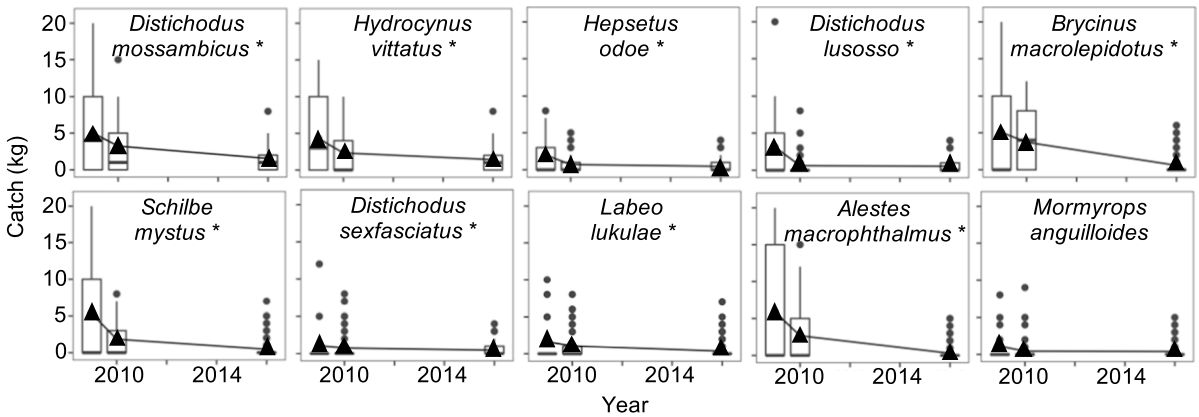 Distichodus
mossambicus *
Hydrocynus
vittatus *
Hepsetus
odoe *
Distichodus
lusosso *
Brycinus
macrolepidotus *
20
15
10
5
0
Schilbe
mystus *
Distichodus
sexfasciatus *
Labeo
lukulae *
Alestes
macrophthalmus *
Mormyrops
anguilloides
20
15
10
5
0
Catch (kg)
2010 2014
2010 2014
2010 2014
2010 2014
2010 2014
Year